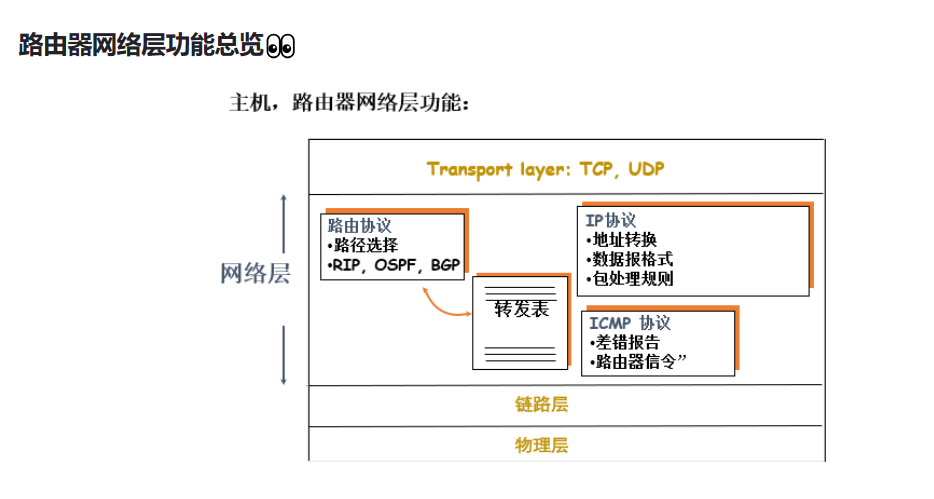 路由器网络层功能总览👀
主机，路由器网络层功能：
Transport layer: TCP, UDP
网络层
路由协议
•路径选择
•RIP, OSPF, BGP
转发表
IP协议
•地址转换
•数据报格式
•包处理规则
ICMP 协议
•差错报告
•路由器信令”
链路层
物理层